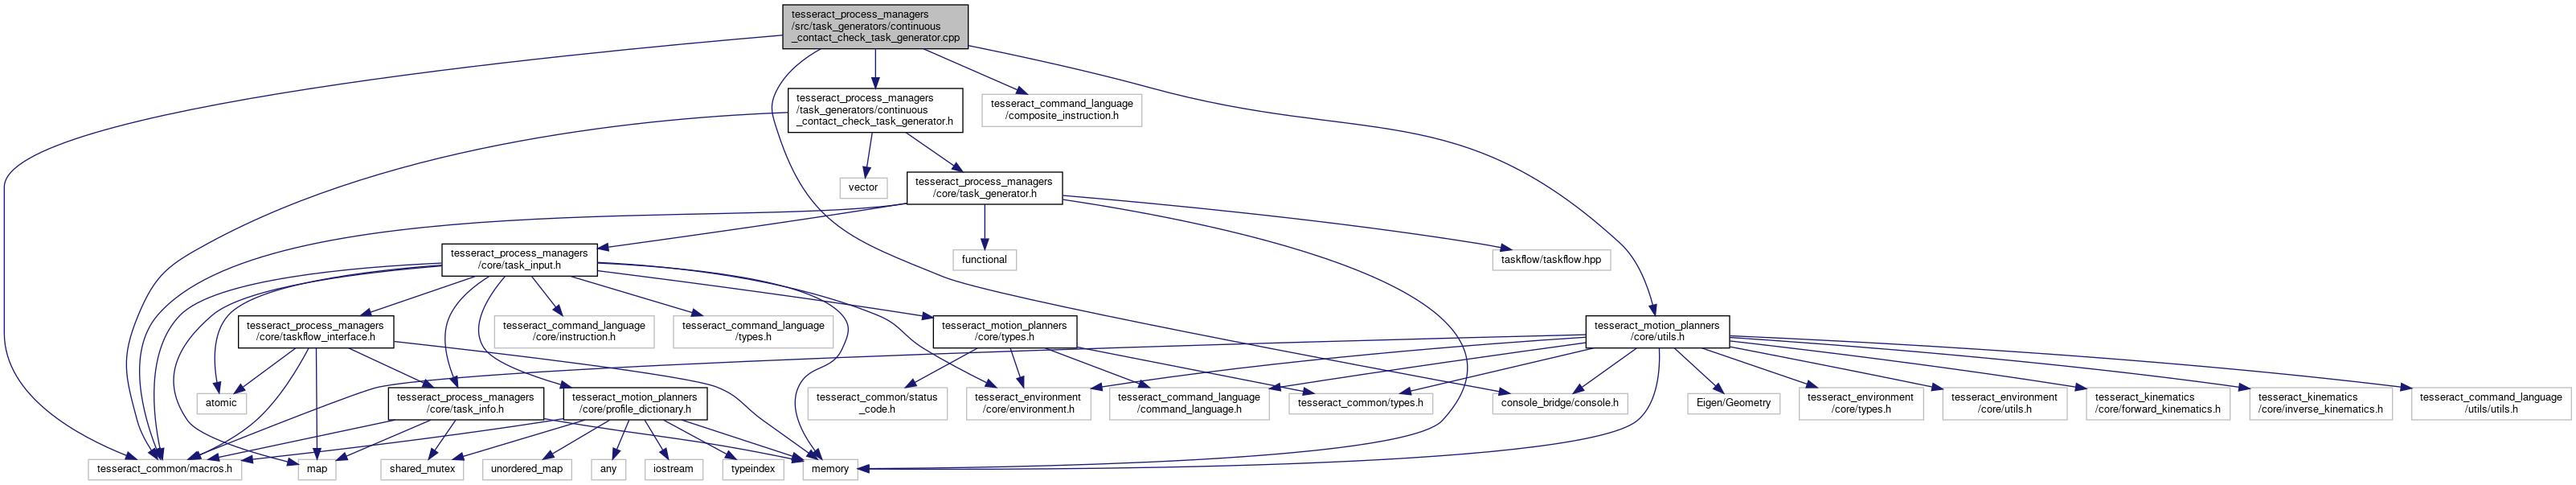 tesseract_process_managers
/src/task_generators/continuous
_contact_check_task_generator.cpp
tesseract_process_managers
/task_generators/continuous
_contact_check_task_generator.h
tesseract_command_language
/composite_instruction.h
vector
tesseract_process_managers
/core/task_generator.h
tesseract_process_managers
/core/task_input.h
functional
taskflow/taskflow.hpp
tesseract_process_managers
/core/taskflow_interface.h
tesseract_command_language
/core/instruction.h
tesseract_command_language
/types.h
tesseract_motion_planners
/core/types.h
tesseract_motion_planners
/core/utils.h
atomic
tesseract_process_managers
/core/task_info.h
tesseract_motion_planners
/core/profile_dictionary.h
tesseract_common/status
_code.h
tesseract_environment
/core/environment.h
tesseract_command_language
/command_language.h
tesseract_common/types.h
console_bridge/console.h
Eigen/Geometry
tesseract_environment
/core/types.h
tesseract_environment
/core/utils.h
tesseract_kinematics
/core/forward_kinematics.h
tesseract_kinematics
/core/inverse_kinematics.h
tesseract_command_language
/utils/utils.h
tesseract_common/macros.h
map
shared_mutex
unordered_map
any
iostream
typeindex
memory